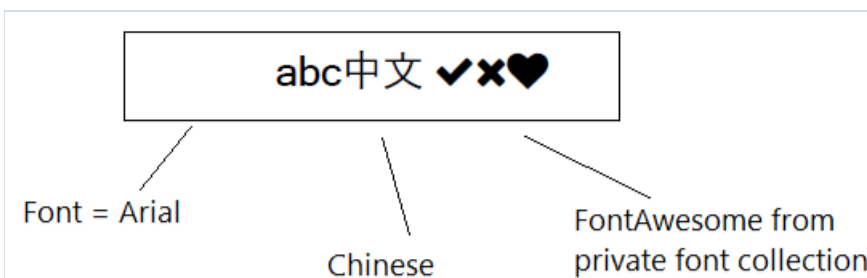 abc中文 ✔✖♥
Font = Arial
Chinese
FontAwesome from
private font collection